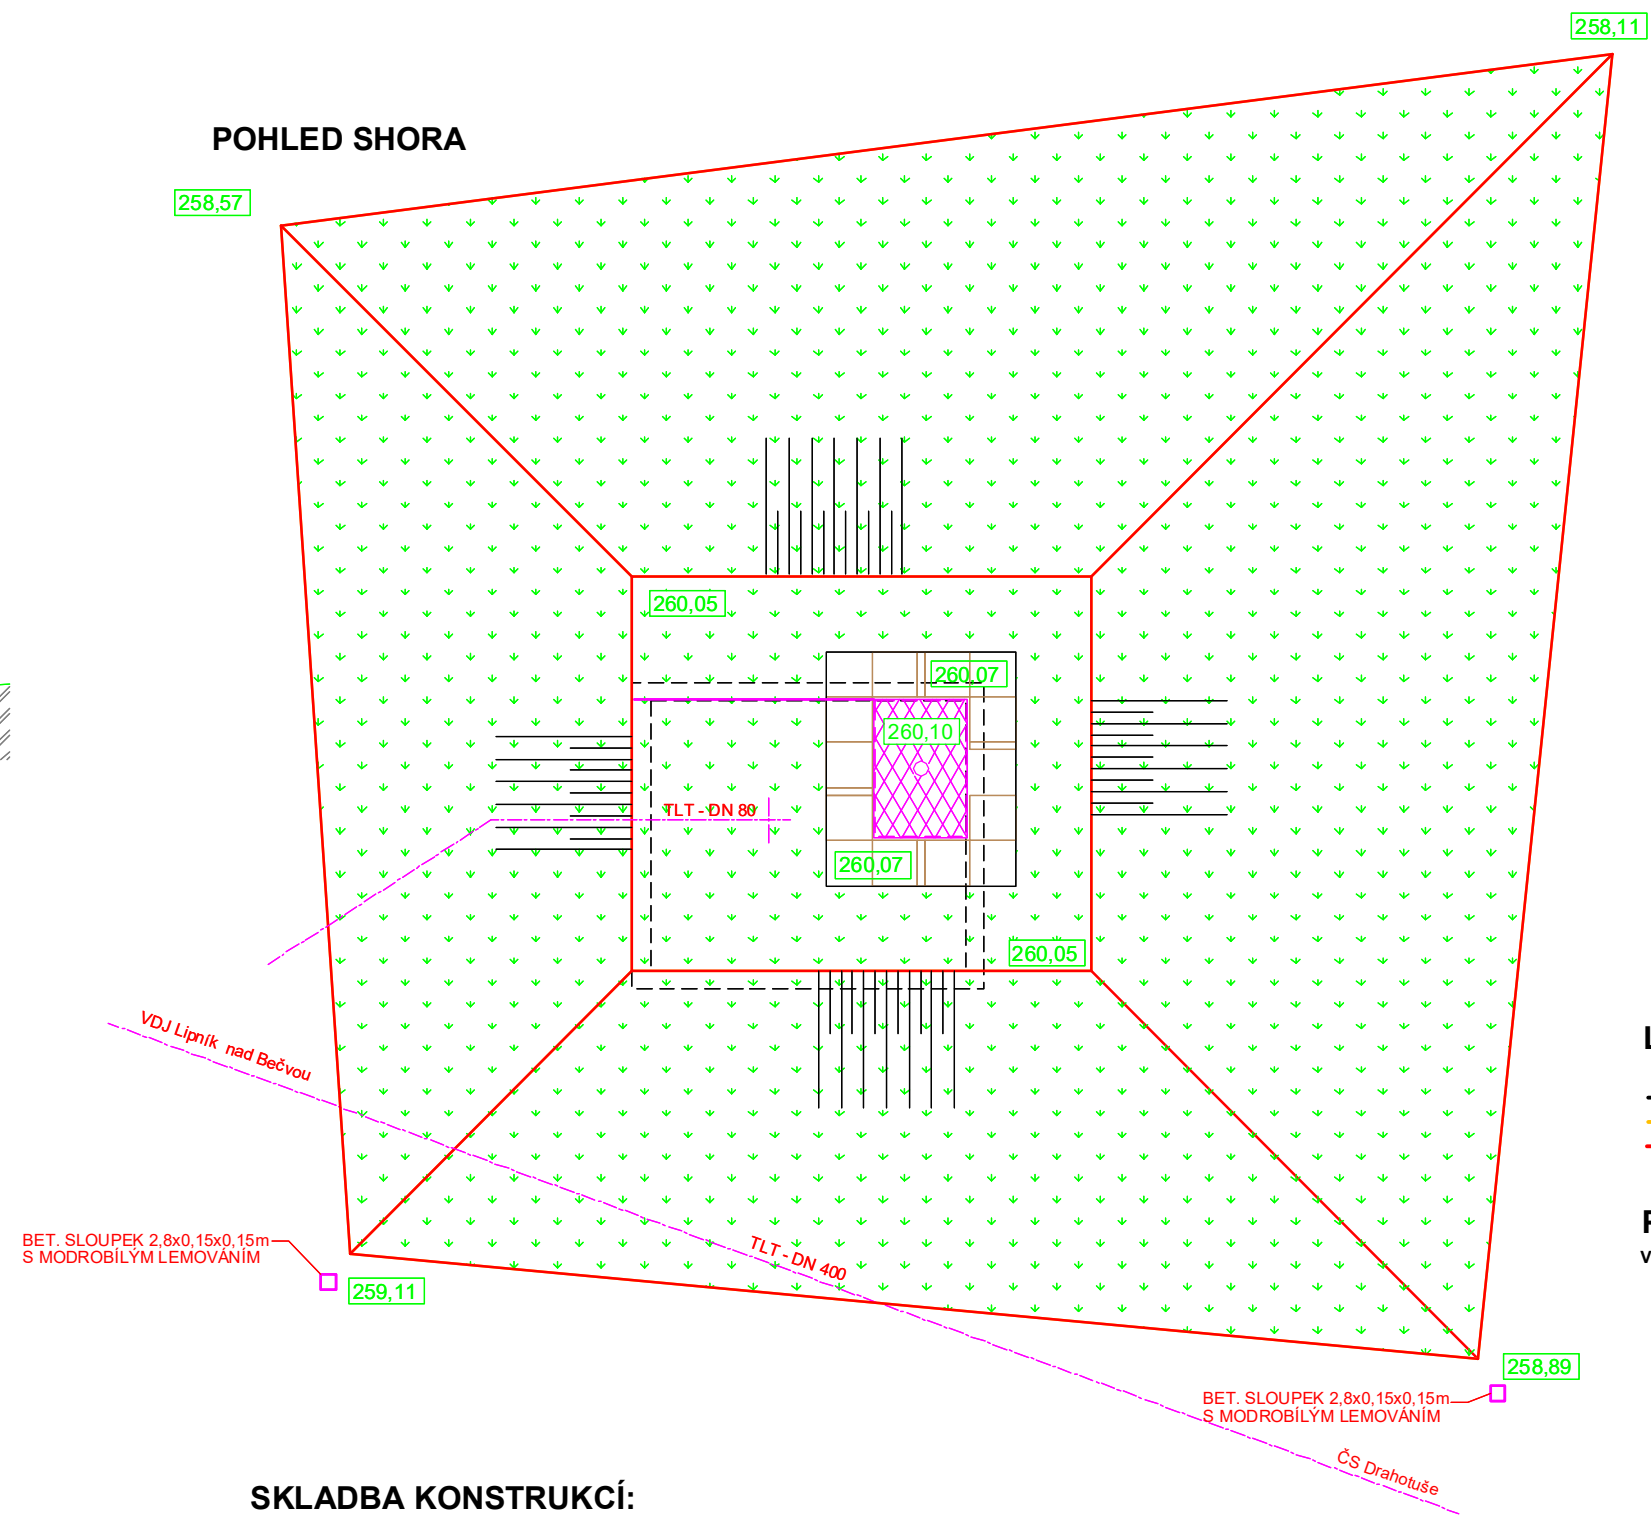 258,11
POHLED SHORA
258,57
260,05
260,07
260,10
TLT - DN 80
260,07
260,05
VDJ Lipník nad Bečvou
L
P
v
BET. SLOUPEK 2,8x0,15x0,15m
S MODROBÍLÝM LEMOVÁNÍM
TLT - DN 400
259,11
258,89
BET. SLOUPEK 2,8x0,15x0,15m
S MODROBÍLÝM LEMOVÁNÍM
ČS Drahotuše
SKLADBA KONSTRUKCÍ: